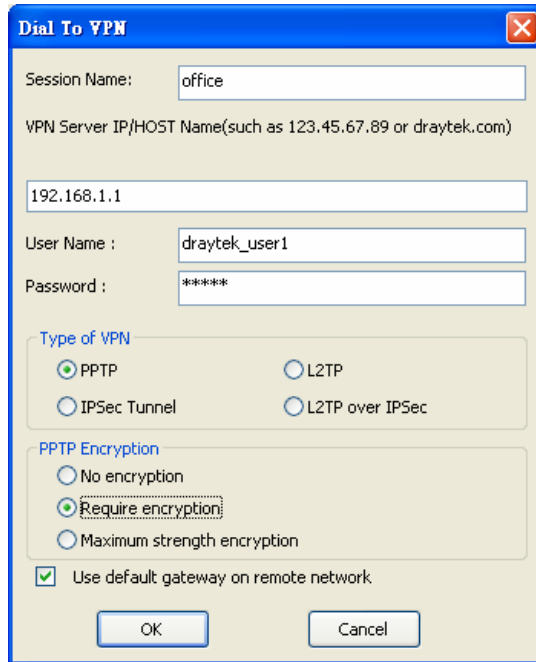 Dial To VPN
Session Name:
office
VPN Server IP/HOST Name(such as 123.45.67.89 or draytek.com)
192.168.1.1
User Name :
draytek_user1
Password :
*****
Type of VPN
PPTP
L2TP
IPSec Tunnel
L2TP over IPSec
PPTP Encryption
No encryption
Require encryption
Maximum strength encryption
Use default gateway on remote network
OK
Cancel